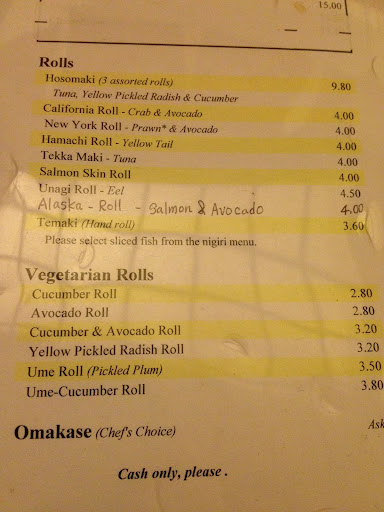 15.00
Rolls
Hosomaki (3 assorted rolls) 9.80
Tuna, Yellow Pickled Radish & Cucumber
California Roll - Crab & Avocado 4.00
New York Roll - Prawn* & Avocado 4.00
Hamachi Roll - Yellow Tail 4.00
Tekka Maki - Tuna 4.00
Salmon Skin Roll 4.00
Unagi Roll - Eel 4.50
Alaska - Roll - Salmon & Avocado 4.00
Temaki (Hand roll) 3.60
Please select sliced fish from the nigiri menu.
Vegetarian Rolls
Cucumber Roll 2.80
Avocado Roll 2.80
Cucumber & Avocado Roll 3.20
Yellow Pickled Radish Roll 3.20
Ume Roll (Pickled Plum) 3.50
Ume-Cucumber Roll 3.80
Omakase (Chef's Choice) Ask
Cash only, please .